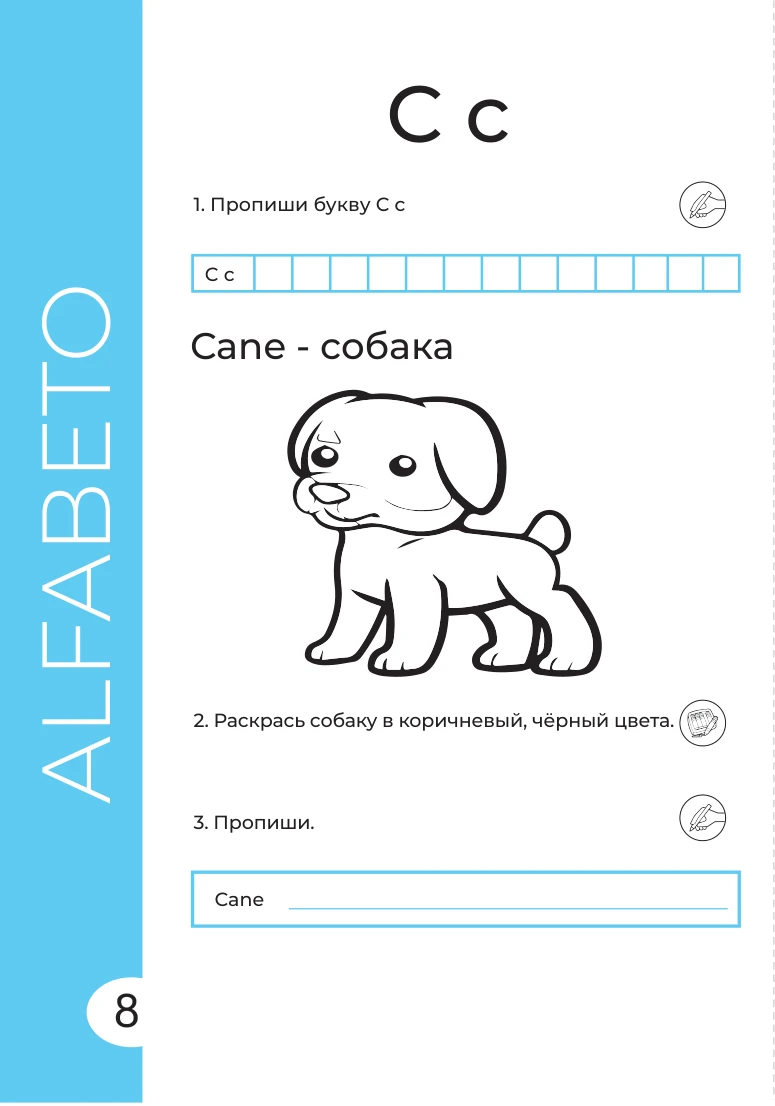 C c
1. Пропиши букву C c
C c
Cane - собака
ALFABETO
2. Раскрась собаку в коричневый, чёрный цвета.
3. Пропиши.
Cane
8